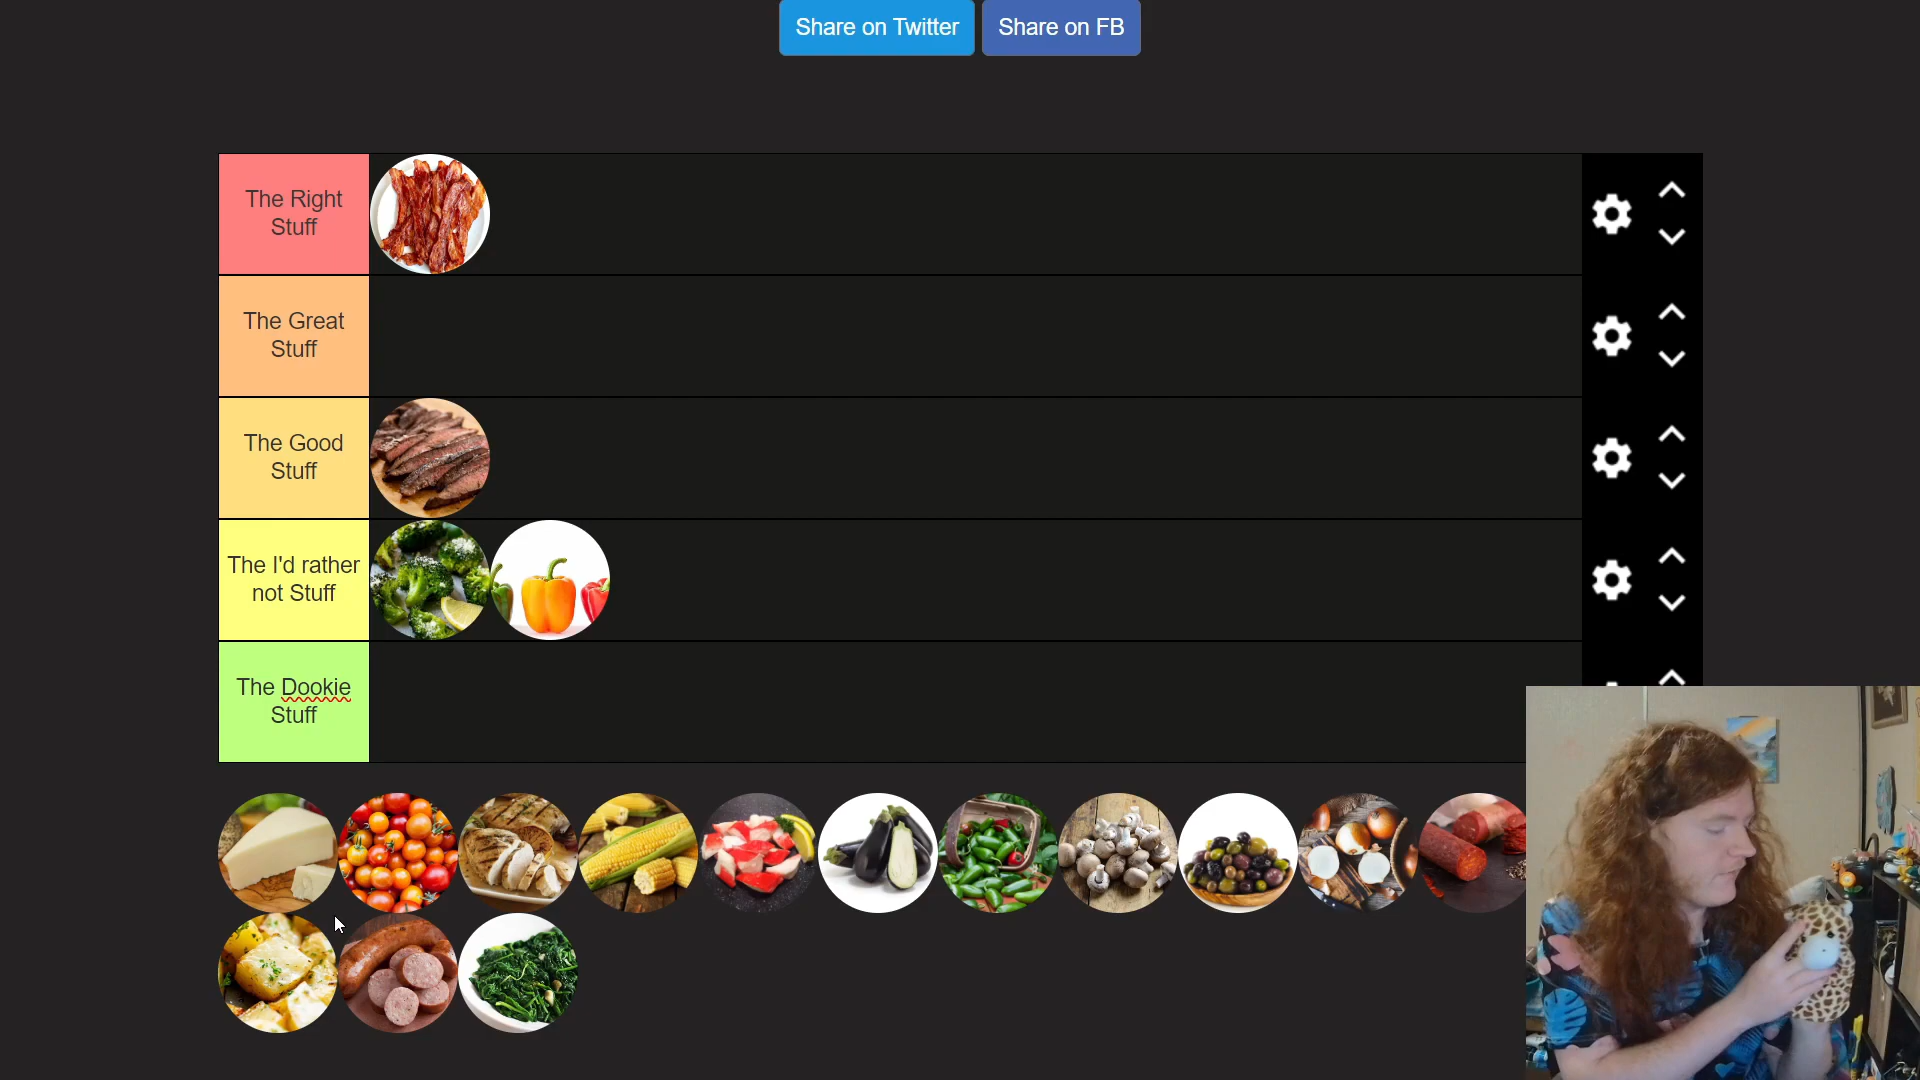 Share on Twitter Share on FB
The Right
Stuff
The Great
Stuff
The Good
Stuff
The I'd rather
not Stuff
The Dookie
Stuff